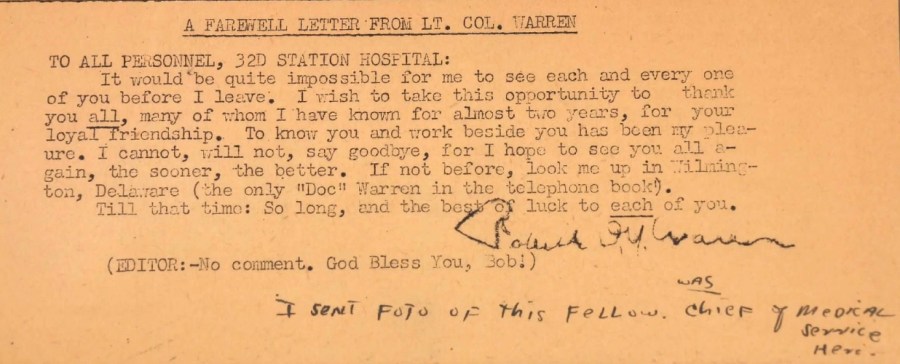 A FAREWELL LETTER FROM LT. COL. WARREN
TO ALL PERSONNEL, 32D STATION HOSPITAL:
It would be quite impossible for me to see each and every one
of you before I leave. I wish to take this opportunity to thank
you all, many of whom I have known for almost two years, for your
loyal friendship. To know you and work beside you has been my plea-
ure. I cannot, will not, say goodbye, for I hope to see you all a-
gain, the sooner, the better. If not before, look me up in Wilming-
ton, Delaware (the only "Doc" Warren in the telephone book).
Till that time: So long, and the best of luck to each of you.
Robert F.Y. Warren
(EDITOR:-No comment. God Bless You, Bob!)
I SENT FOTO OF THIS FELLOW. WAS CHIEF of MEDICAL
Service
Here.